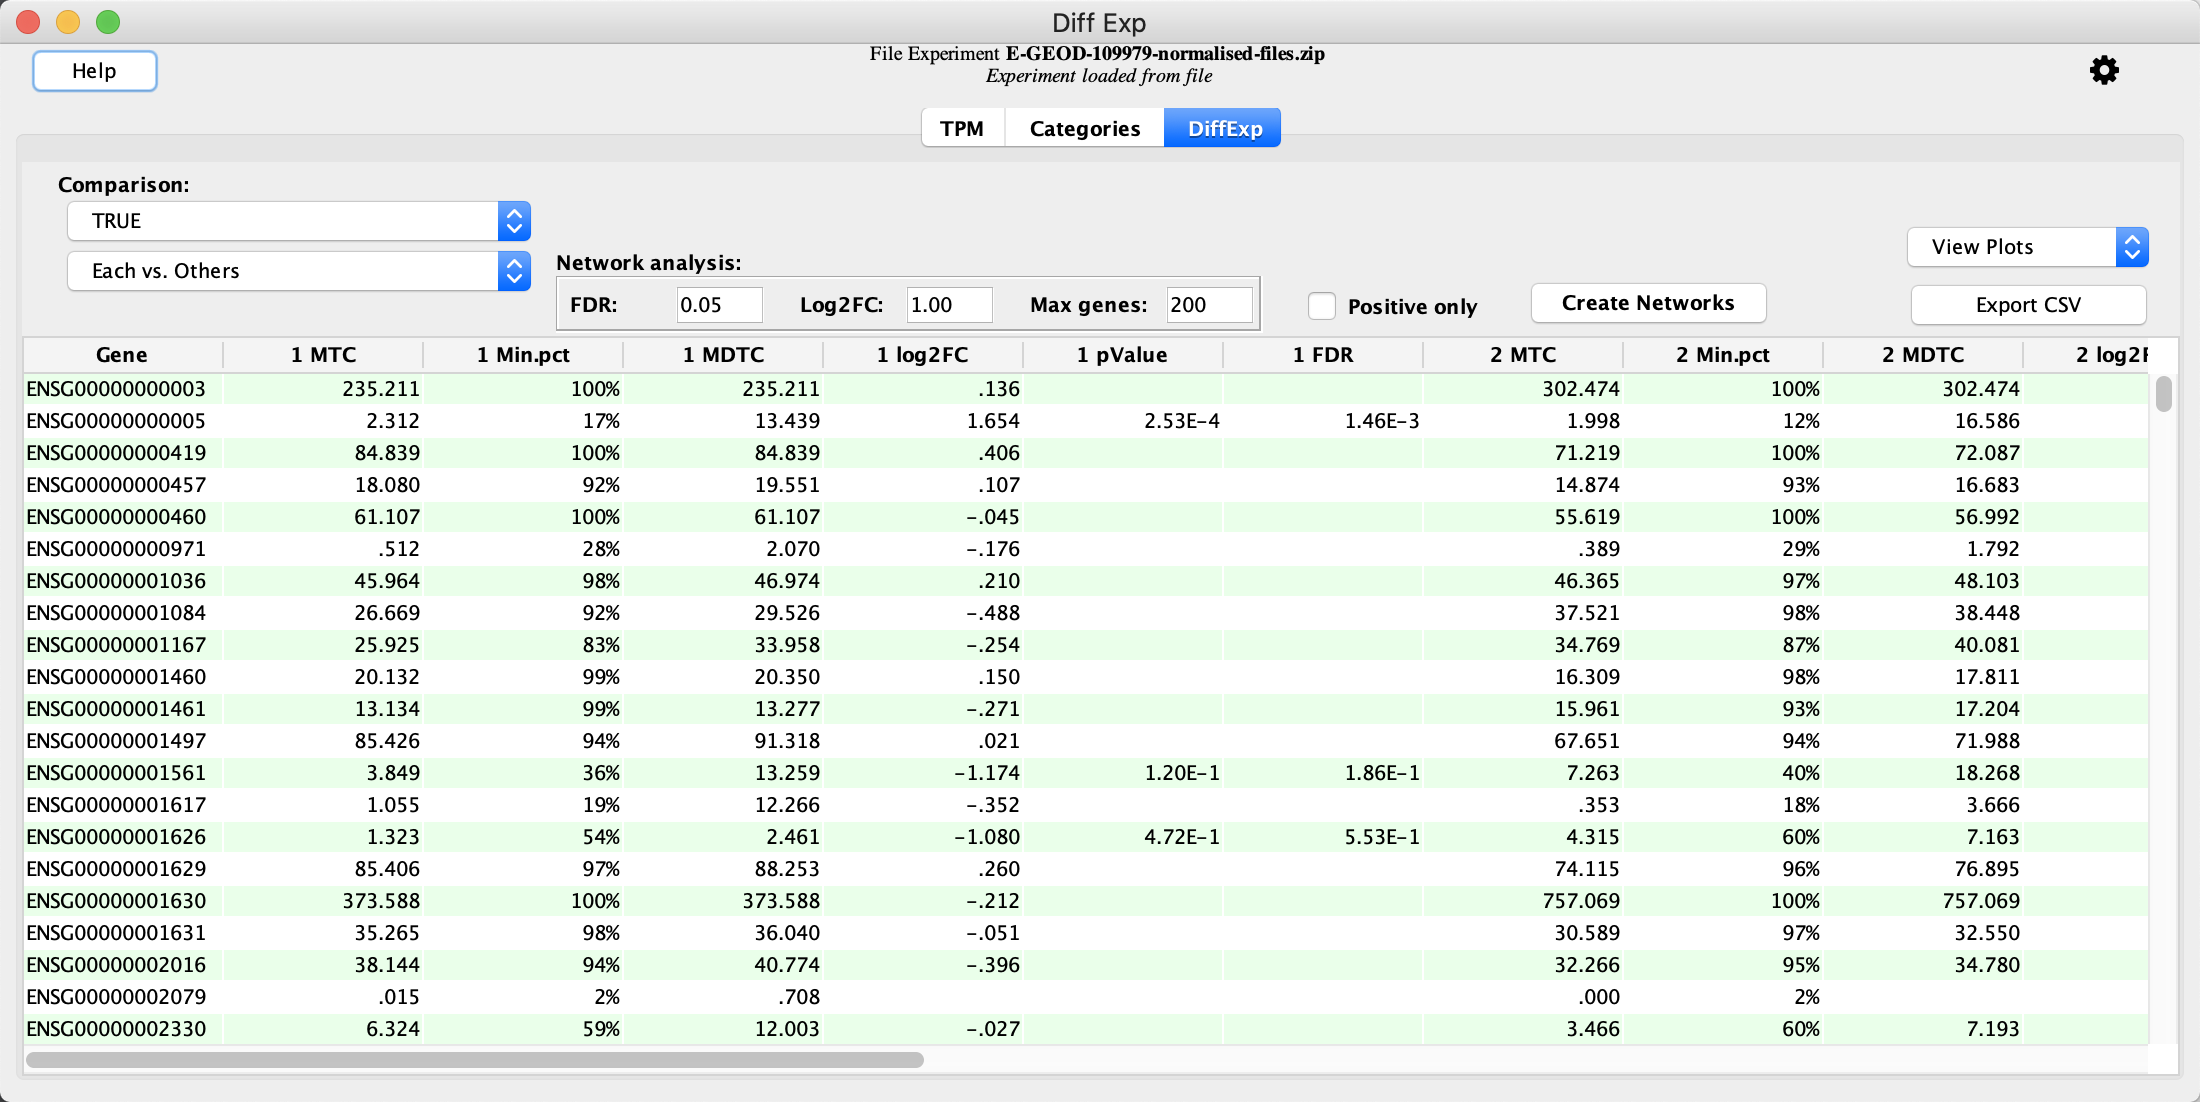 Diff Exp
Help
File Experiment E-GEOD-109979-normalised-files.zip
Experiment loaded from file
TPM Categories DiffExp
Comparison:
TRUE
Each vs. Others
Network analysis:
FDR: 0.05 Log2FC: 1.00 Max genes: 200
Positive only
Create Networks
View Plots
Export CSV
Gene 1 MTC 1 Min.pct 1 MDTC 1 log2FC 1 pValue 1 FDR 2 MTC 2 Min.pct 2 MDTC 2 log2F
ENSG00000000003 235.211 100% 235.211 .136 302.474 100% 302.474
ENSG00000000005 2.312 17% 13.439 1.654 2.53E-4 1.46E-3 1.998 12% 16.586
ENSG00000000419 84.839 100% 84.839 .406 71.219 100% 72.087
ENSG00000000457 18.080 92% 19.551 .107 14.874 93% 16.683
ENSG00000000460 61.107 100% 61.107 -.045 55.619 100% 56.992
ENSG00000000971 .512 28% 2.070 -.176 .389 29% 1.792
ENSG00000001036 45.964 98% 46.974 .210 46.365 97% 48.103
ENSG00000001084 26.669 92% 29.526 -.488 37.521 98% 38.448
ENSG00000001167 25.925 83% 33.958 -.254 34.769 87% 40.081
ENSG00000001460 20.132 99% 20.350 .150 16.309 98% 17.811
ENSG00000001461 13.134 99% 13.277 -.271 15.961 93% 17.204
ENSG00000001497 85.426 94% 91.318 .021 67.651 94% 71.988
ENSG00000001561 3.849 36% 13.259 -1.174 1.20E-1 1.86E-1 7.263 40% 18.268
ENSG00000001617 1.055 19% 12.266 -.352 .353 18% 3.666
ENSG00000001626 1.323 54% 2.461 -1.080 4.72E-1 5.53E-1 4.315 60% 7.163
ENSG00000001629 85.406 97% 88.253 .260 74.115 96% 76.895
ENSG00000001630 373.588 100% 373.588 -.212 757.069 100% 757.069
ENSG00000001631 35.265 98% 36.040 -.051 30.589 97% 32.550
ENSG00000002016 38.144 94% 40.774 -.396 32.266 95% 34.780
ENSG00000002079 .015 2% .708 .000 2%
ENSG00000002330 6.324 59% 12.003 -.027 3.466 60% 7.193